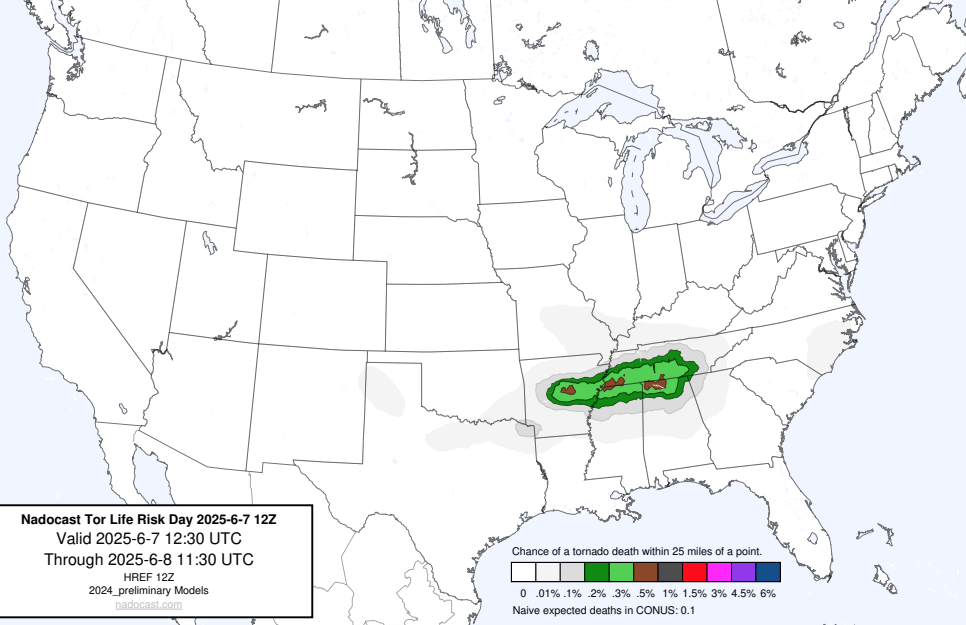 Nadocast Tor Life Risk Day 2025-6-7 12Z
Valid 2025-6-7 12:30 UTC
Through 2025-6-8 11:30 UTC
HREF 12Z
2024_preliminary Models
nadocast.com
Chance of a tornado death within 25 miles of a point.
0 .01% .1% .2% .3% .5% 1% 1.5% 3% 4.5% 6%
Naive expected deaths in CONUS: 0.1